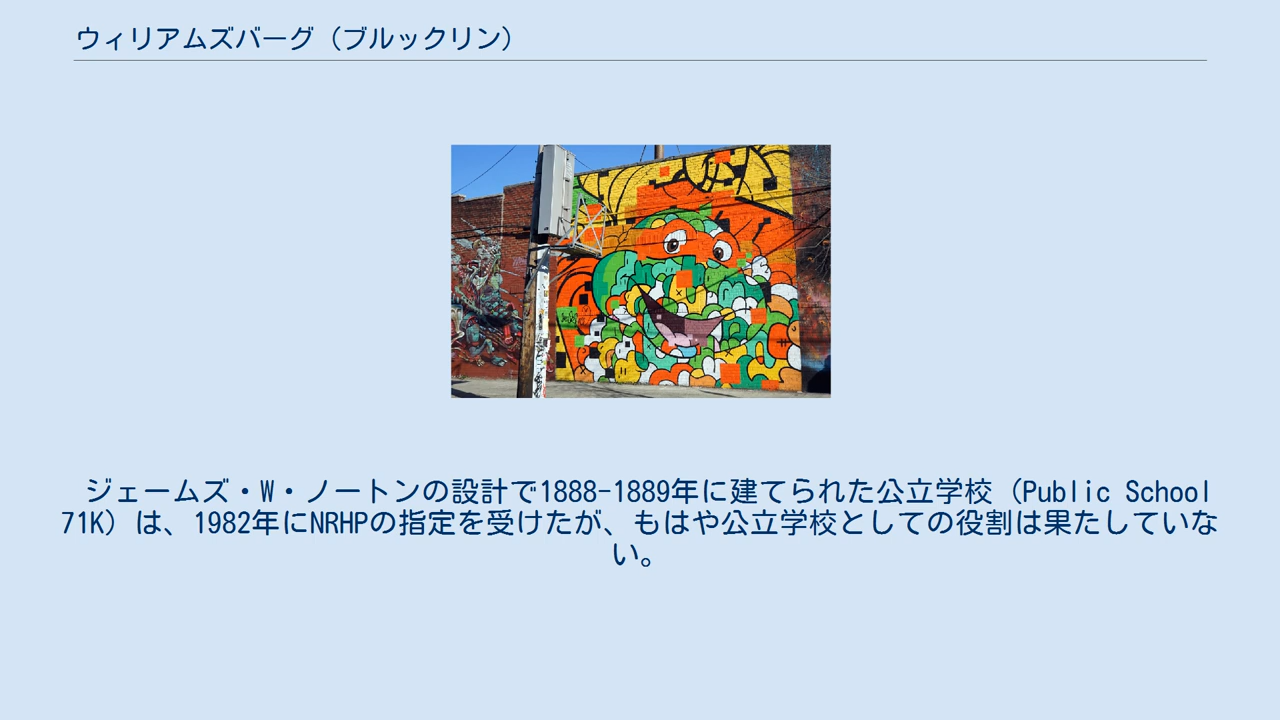 ウィリアムズバーグ（ブルックリン）
ジェームズ・W・ノートンの設計で1888-1889年に建てられた公立学校（Public School
71K）は、1982年にNRHPの指定を受けたが、もはや公立学校としての役割は果たしていな
い。